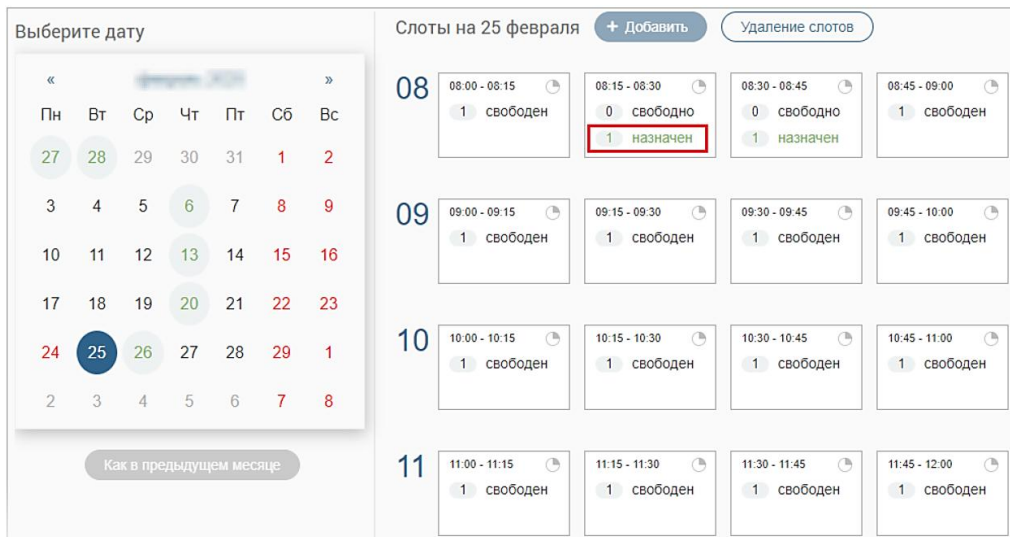 Выберите дату
« »
Пн Вт Ср Чт Пт Сб Вс
27 28 29 30 31 1 2
3 4 5 6 7 8 9
10 11 12 13 14 15 16
17 18 19 20 21 22 23
24 25 26 27 28 29 1
2 3 4 5 6 7 8
Как в предыдущем месяце
Слоты на 25 февраля + Добавить Удаление слотов
08 08:00 - 08:15 08:15 - 08:30 08:30 - 08:45 08:45 - 09:00
1 свободен 0 свободно 0 свободно 1 свободен
1 назначен 1 назначен
09 09:00 - 09:15 09:15 - 09:30 09:30 - 09:45 09:45 - 10:00
1 свободен 1 свободен 1 свободен 1 свободен
10 10:00 - 10:15 10:15 - 10:30 10:30 - 10:45 10:45 - 11:00
1 свободен 1 свободен 1 свободен 1 свободен
11 11:00 - 11:15 11:15 - 11:30 11:30 - 11:45 11:45 - 12:00
1 свободен 1 свободен 1 свободен 1 свободен